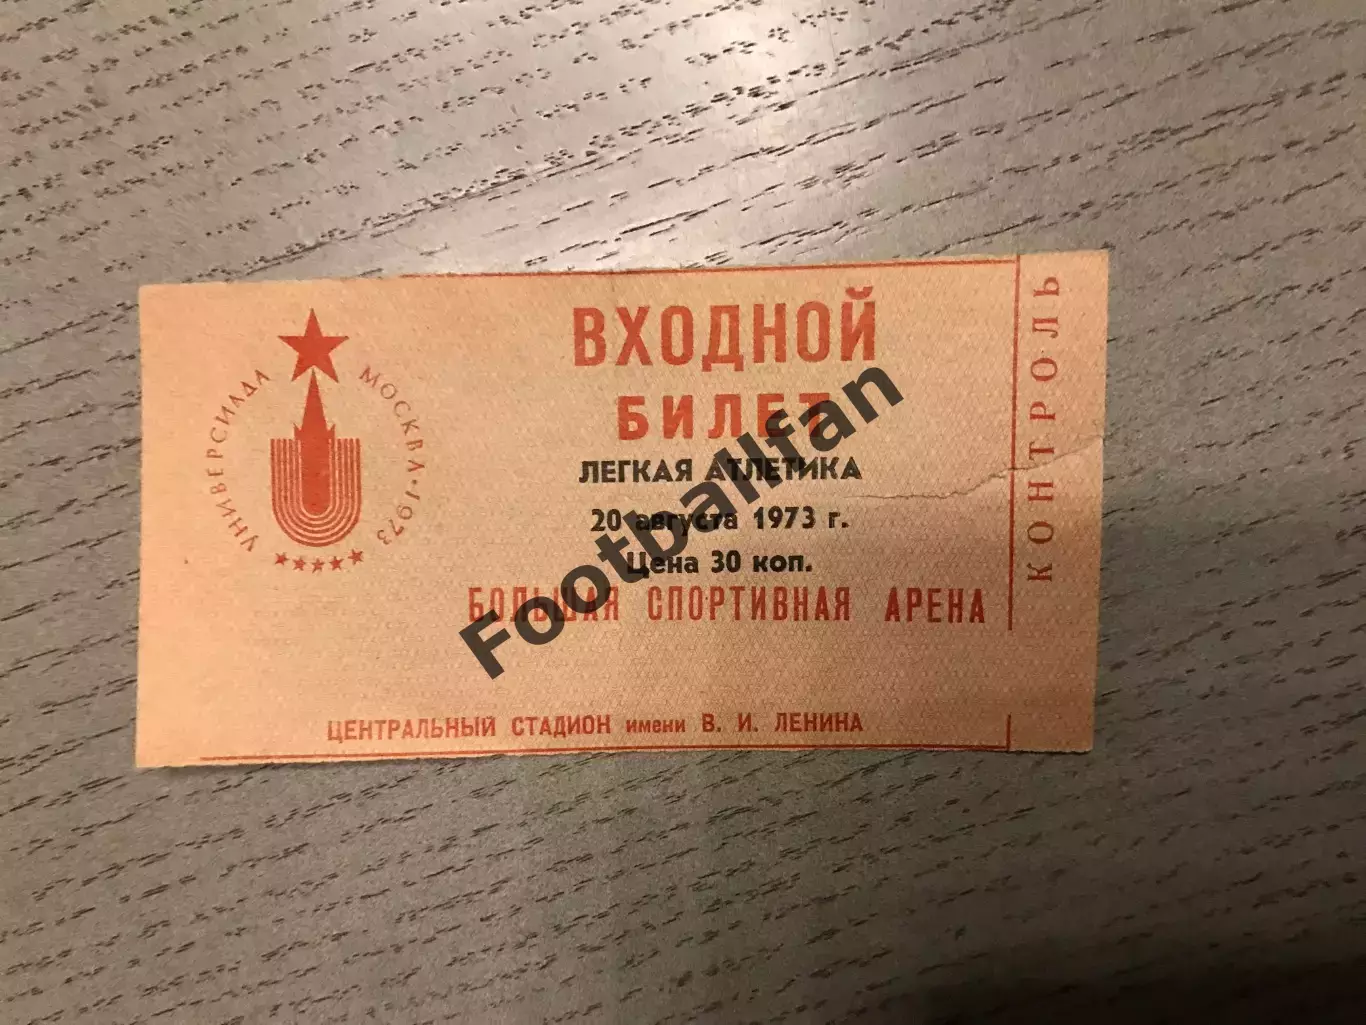 УНИВЕРСИАДА МОСКВА·1973
ВХОДНОЙ
БИЛЕТ
ЛЕГКАЯ АТЛЕТИКА
20 августа 1973 г.
Цена 30 коп.
БОЛЬШАЯ СПОРТИВНАЯ АРЕНА
ЦЕНТРАЛЬНЫЙ СТАДИОН имени В. И. ЛЕНИНА
КОНТРОЛЬ
Footballfan